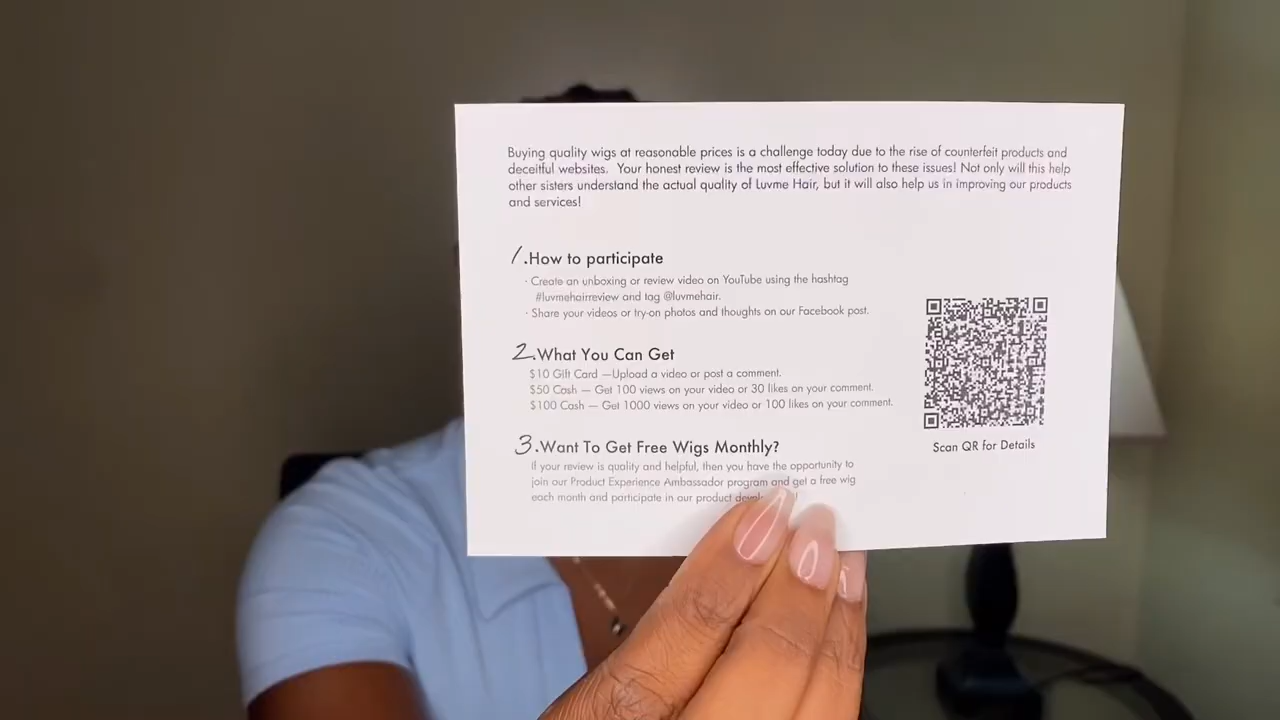 Buying quality wigs at reasonable prices is a challenge today due to the rise of counterfeit products and
deceitful websites. Your honest review is the most effective solution to these issues! Not only will this help
other sisters understand the actual quality of Luvme Hair, but it will also help us in improving our products
and services!
1.How to participate
· Create an unboxing or review video on YouTube using the hashtag
#luvmehairreview and tag @luvmehair.
· Share your videos or try-on photos and thoughts on our Facebook post.
2.What You Can Get
$10 Gift Card —Upload a video or post a comment.
$50 Cash — Get 100 views on your video or 30 likes on your comment.
$100 Cash — Get 1000 views on your video or 100 likes on your comment.
Scan QR for Details
3.Want To Get Free Wigs Monthly?
If your review is quality and helpful, then you have the opportunity to
join our Product Experience Ambassador program and get a free wig
each month and participate in our product